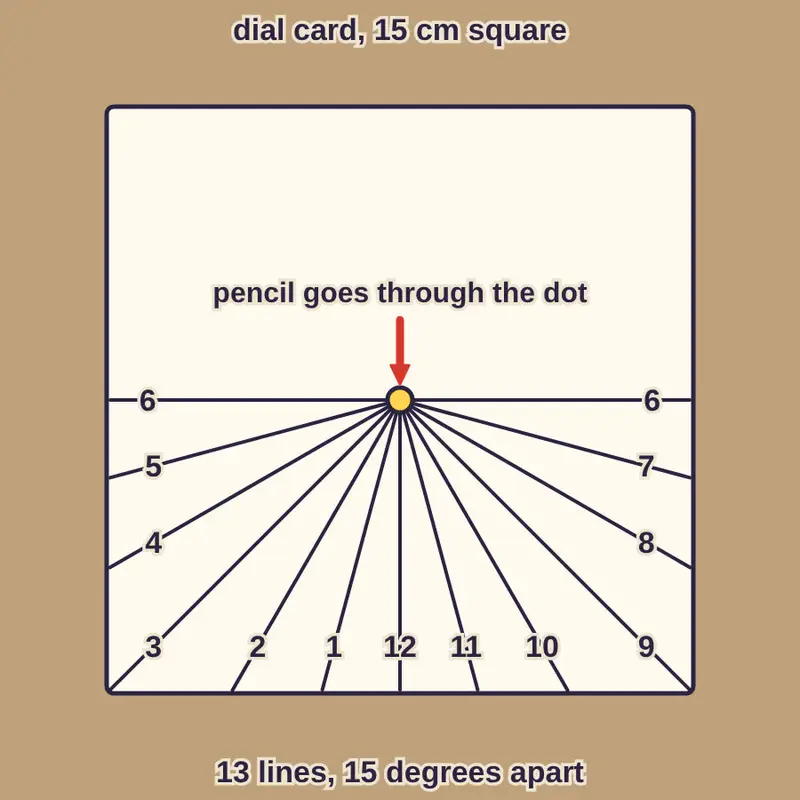 dial card, 15 cm square
pencil goes through the dot
6 6
5 7
4 8
3 2 1 12 11 10 9
13 lines, 15 degrees apart